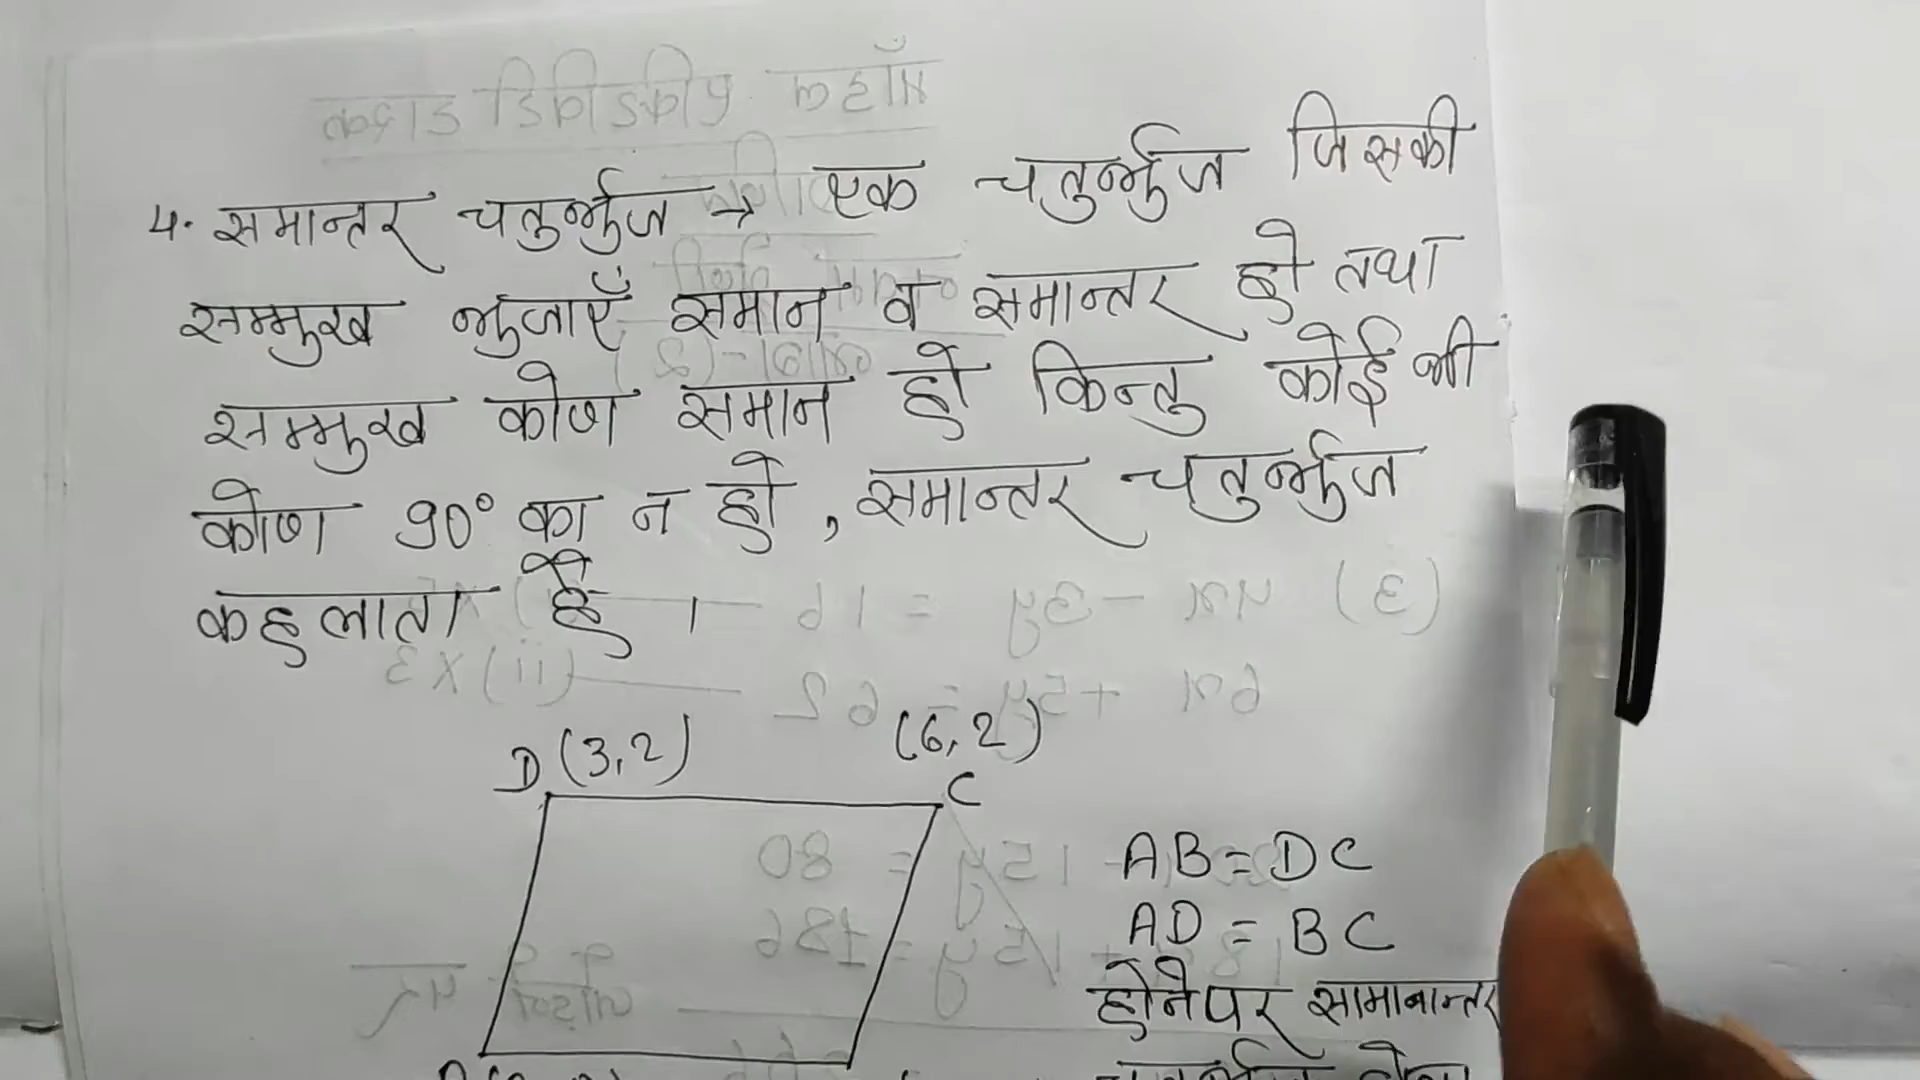 4. समान्तर चतुर्भुज → एक चतुर्भुज जिसकी
सम्मुख भुजाएँ समान व समान्तर हो तथा
सम्मुख कोण समान हो किन्तु कोई भी
कोण 90° का न हो , समान्तर चतुर्भुज
कहलाता है ।
D (3,2) (6,2)
C
AB = DC
AD = BC
होने पर सामाबान्तर